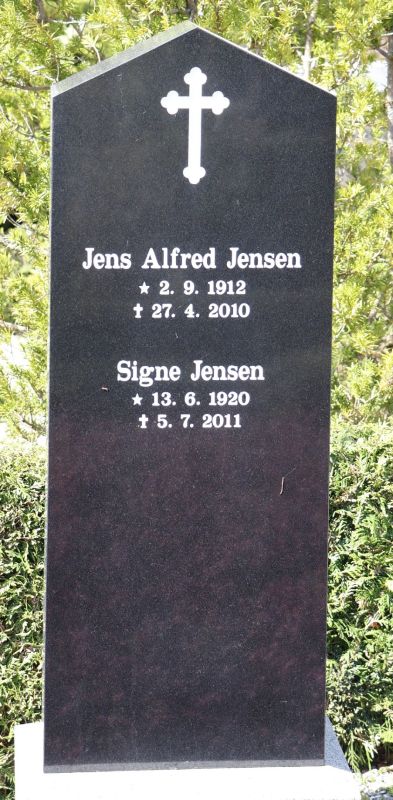 Jens Alfred Jensen
★ 2. 9. 1912
✝ 27. 4. 2010
Signe Jensen
★ 13. 6. 1920
✝ 5. 7. 2011